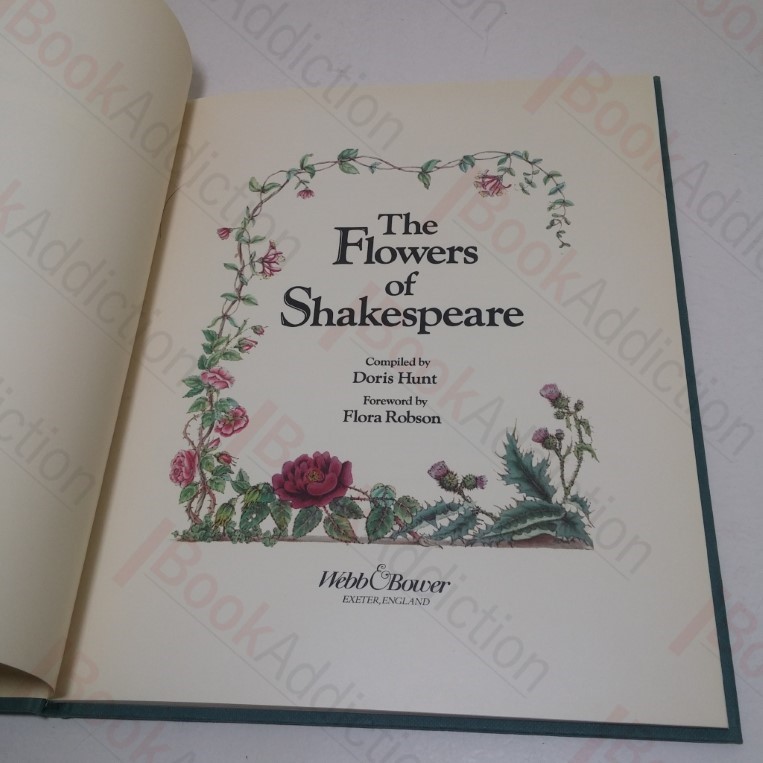 The
Flowers
of
Shakespeare
Compiled by
Doris Hunt
Foreword by
Flora Robson
Webb & Bower
EXETER, ENGLAND
BookAddiction